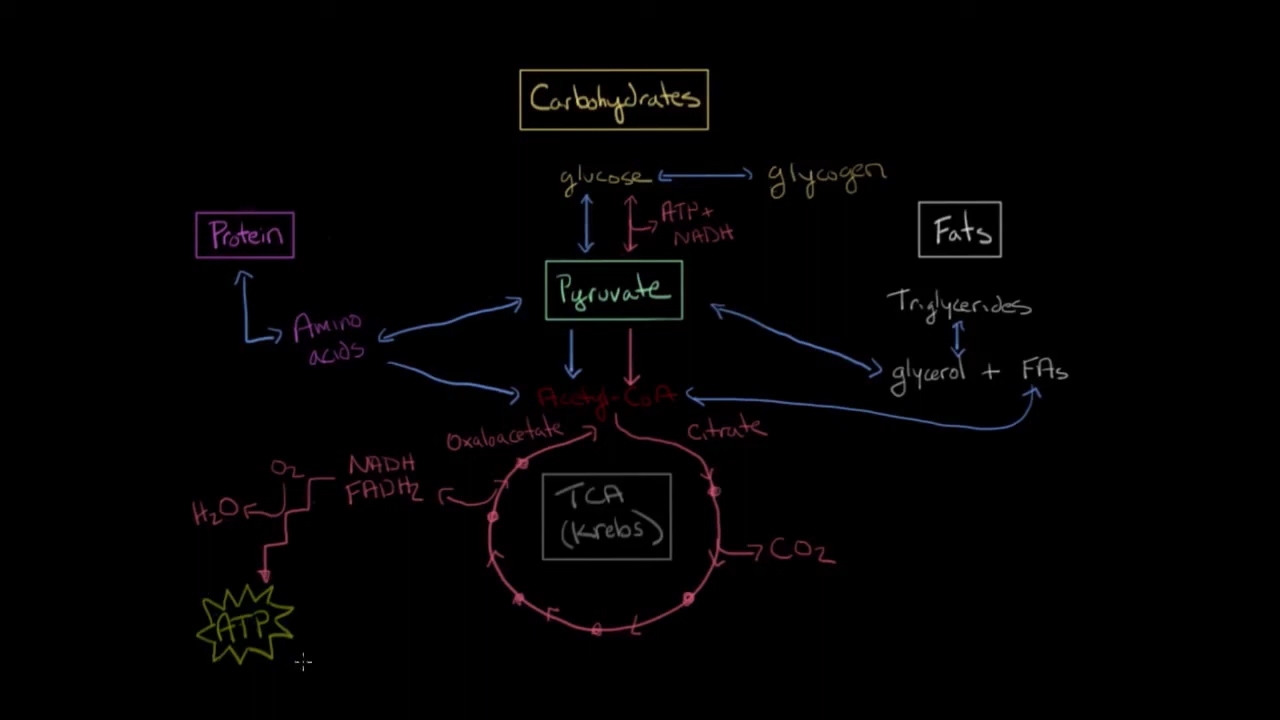 Carbohydrates
glucose
glycogen
ATP+
NADH
Protein
Fats
Pyruvate
Triglycerides
Amino
acids
glycerol + FAs
Acetyl-CoA
Oxaloacetate
Citrate
NADH
FADH₂
O₂
H₂O
TCA
(Krebs)
CO₂
ATP